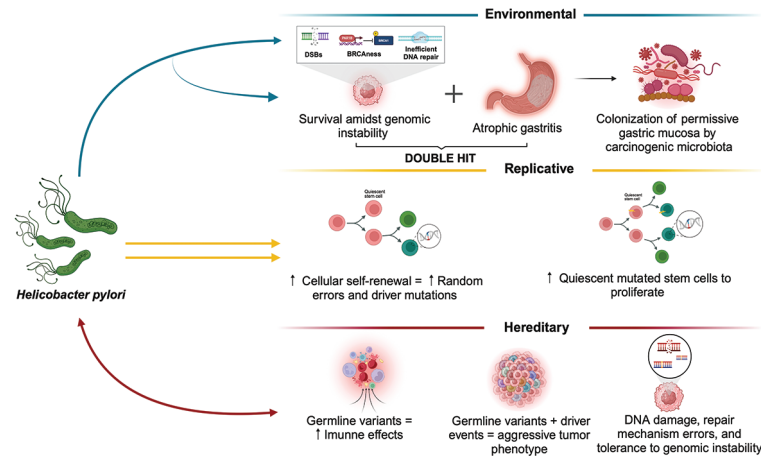 Environmental
DSBs
BRCAness
Inefficient
DNA repair
Survival amidst genomic
instability
+
Atrophic gastritis
Colonization of permissive
gastric mucosa by
carcinogenic microbiota
DOUBLE HIT
Replicative
Quiescent
stem-cell
Quiescent
stem-cell
Helicobacter pylori
↑ Cellular self-renewal = ↑ Random
errors and driver mutations
↑ Quiescent mutated stem cells to
proliferate
Hereditary
Germline variants =
↑ Imunne effects
Germline variants + driver
events = aggressive tumor
phenotype
DNA damage, repair
mechanism errors, and
tolerance to genomic instability